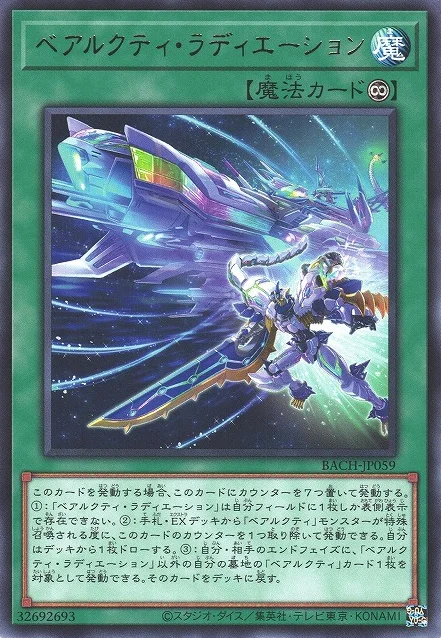 ベアルクティ・ラディエーション
魔
【魔法カード】
BACH-JP059
このカードを発動する場合、このカードにカウンターを7つ置いて発動する。
①:「ベアルクティ・ラディエーション」は自分フィールドに1枚しか表側表示
で存在できない。②:手札・EXデッキから「ベアルクティ」モンスターが特殊
召喚される度に、このカードのカウンターを1つ取り除いて発動できる。自分
はデッキから1枚ドローする。③:自分・相手のエンドフェイズに、「ベアルク
ティ・ラディエーション」以外の自分の墓地の「ベアルクティ」カード1枚を
対象として発動できる。そのカードをデッキに戻す。
32692693
©スタジオ・ダイス/集英社・テレビ東京・KONAMI